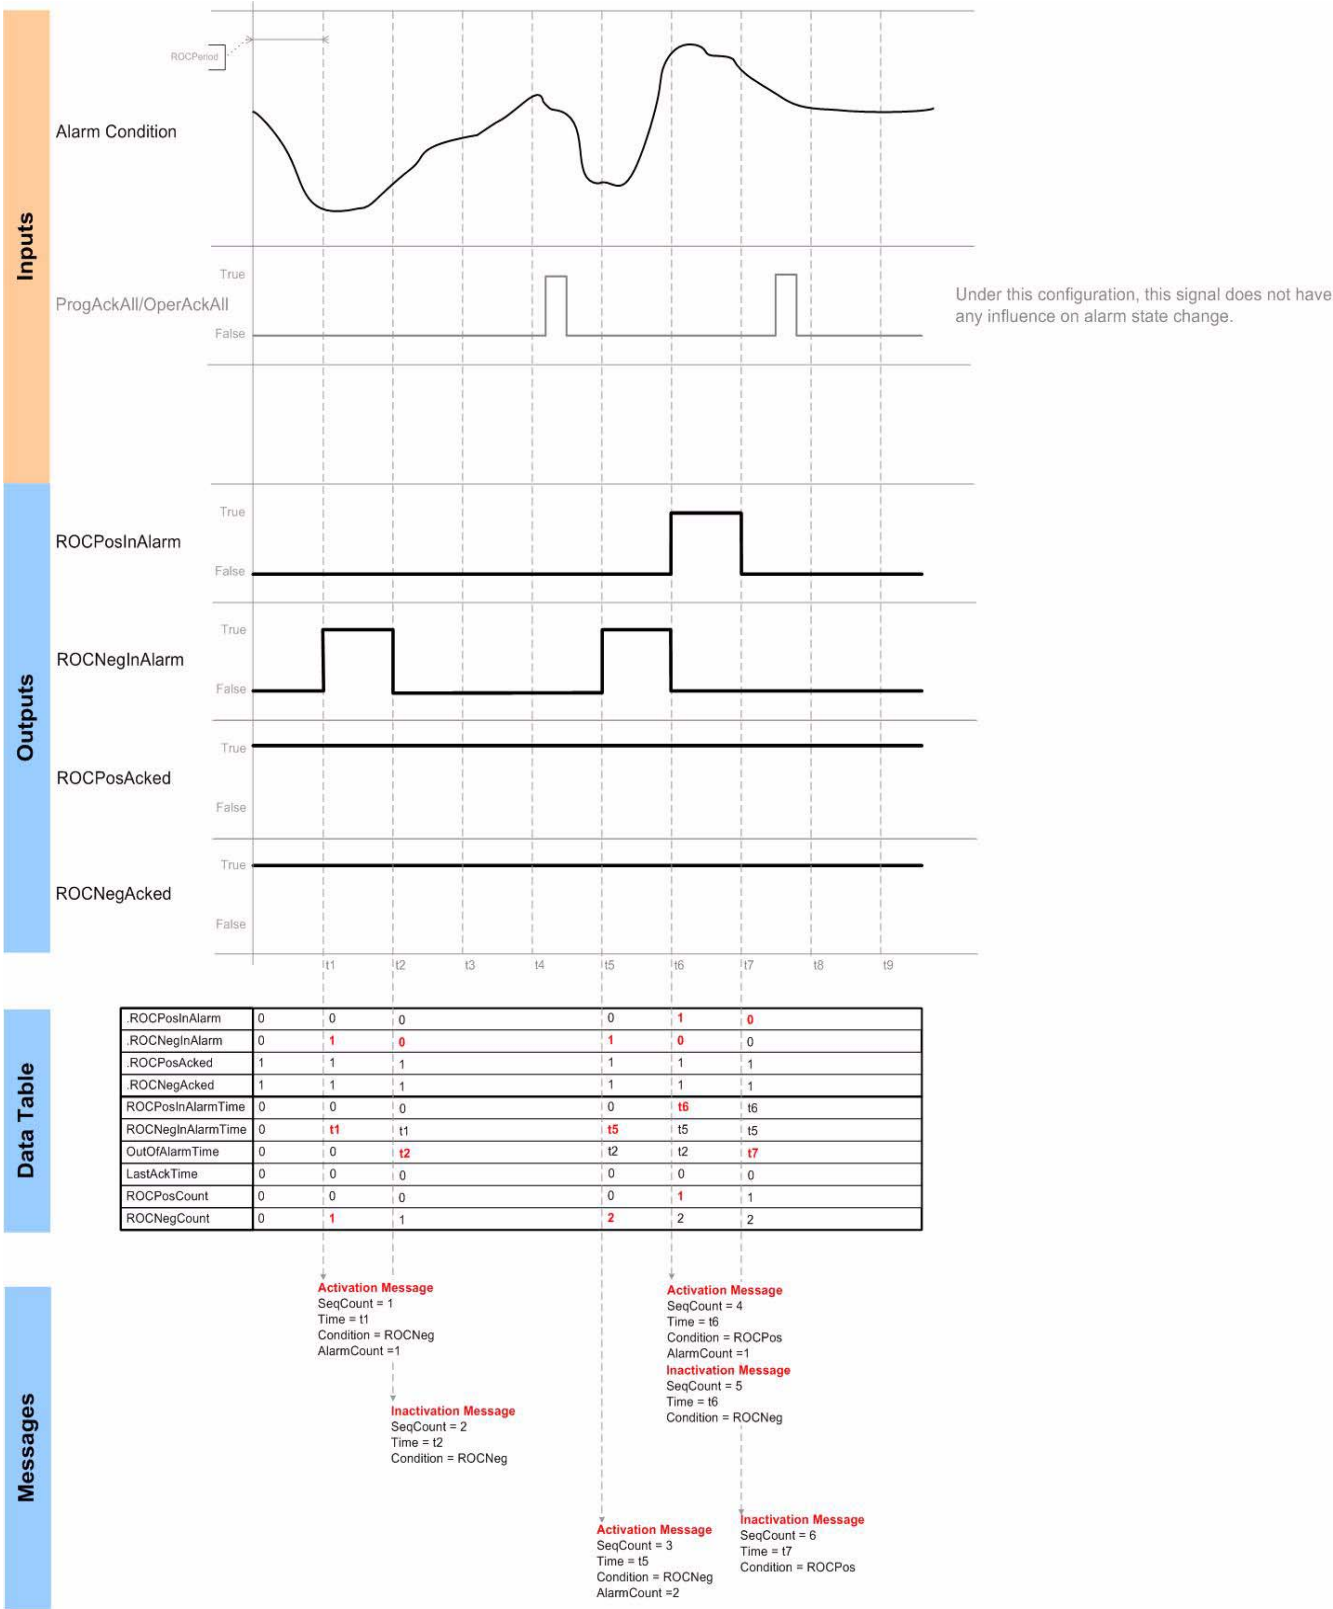 Inputs
ROCPeriod
Alarm Condition
True
ProgAckAll/OperAckAll
False
Under this configuration, this signal does not have
any influence on alarm state change.
Outputs
True
ROCPosInAlarm
False
True
ROCNegInAlarm
False
True
ROCPosAcked
False
True
ROCNegAcked
False
t1 t2 t3 t4 t5 t6 t7 t8 t9
Data Table
.ROCPosInAlarm 0 0 0 0 1 0
.ROCNegInAlarm 0 1 0 1 0 0
.ROCPosAcked 1 1 1 1 1 1
.ROCNegAcked 1 1 1 1 1 1
ROCPosInAlarmTime 0 0 0 0 t6 t6
ROCNegInAlarmTime 0 t1 t1 t5 t5 t5
OutOfAlarmTime 0 0 t2 t2 t2 t7
LastAckTime 0 0 0 0 0 0
ROCPosCount 0 0 0 0 1 1
ROCNegCount 0 1 1 2 2 2
Messages
Activation Message
SeqCount = 1
Time = t1
Condition = ROCNeg
AlarmCount =1
Inactivation Message
SeqCount = 2
Time = t2
Condition = ROCNeg
Activation Message
SeqCount = 3
Time = t5
Condition = ROCNeg
AlarmCount =2
Activation Message
SeqCount = 4
Time = t6
Condition = ROCPos
AlarmCount =1
Inactivation Message
SeqCount = 5
Time = t6
Condition = ROCNeg
Inactivation Message
SeqCount = 6
Time = t7
Condition = ROCPos